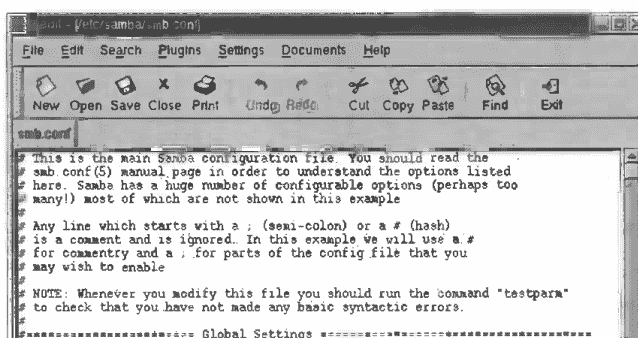 edit - [/etc/samba/smb.conf]
File Edit Search Plugins Settings Documents Help
New Open Save Close Print Undo Redo Cut Copy Paste Find Exit
smb.conf
# This is the main Samba configuration file. You should read the
# smb.conf(5) manual page in order to understand the options listed
# here. Samba has a huge number of configurable options (perhaps too
# many!) most of which are not shown in this example
#
# Any line which starts with a ; (semi-colon) or a # (hash)
# is a comment and is ignored. In this example we will use a #
# for commentry and a ; for parts of the config file that you
# may wish to enable
#
# NOTE: Whenever you modify this file you should run the command "testparm"
# to check that you have not made any basic syntactic errors.
#
#======================= Global Settings =====================================